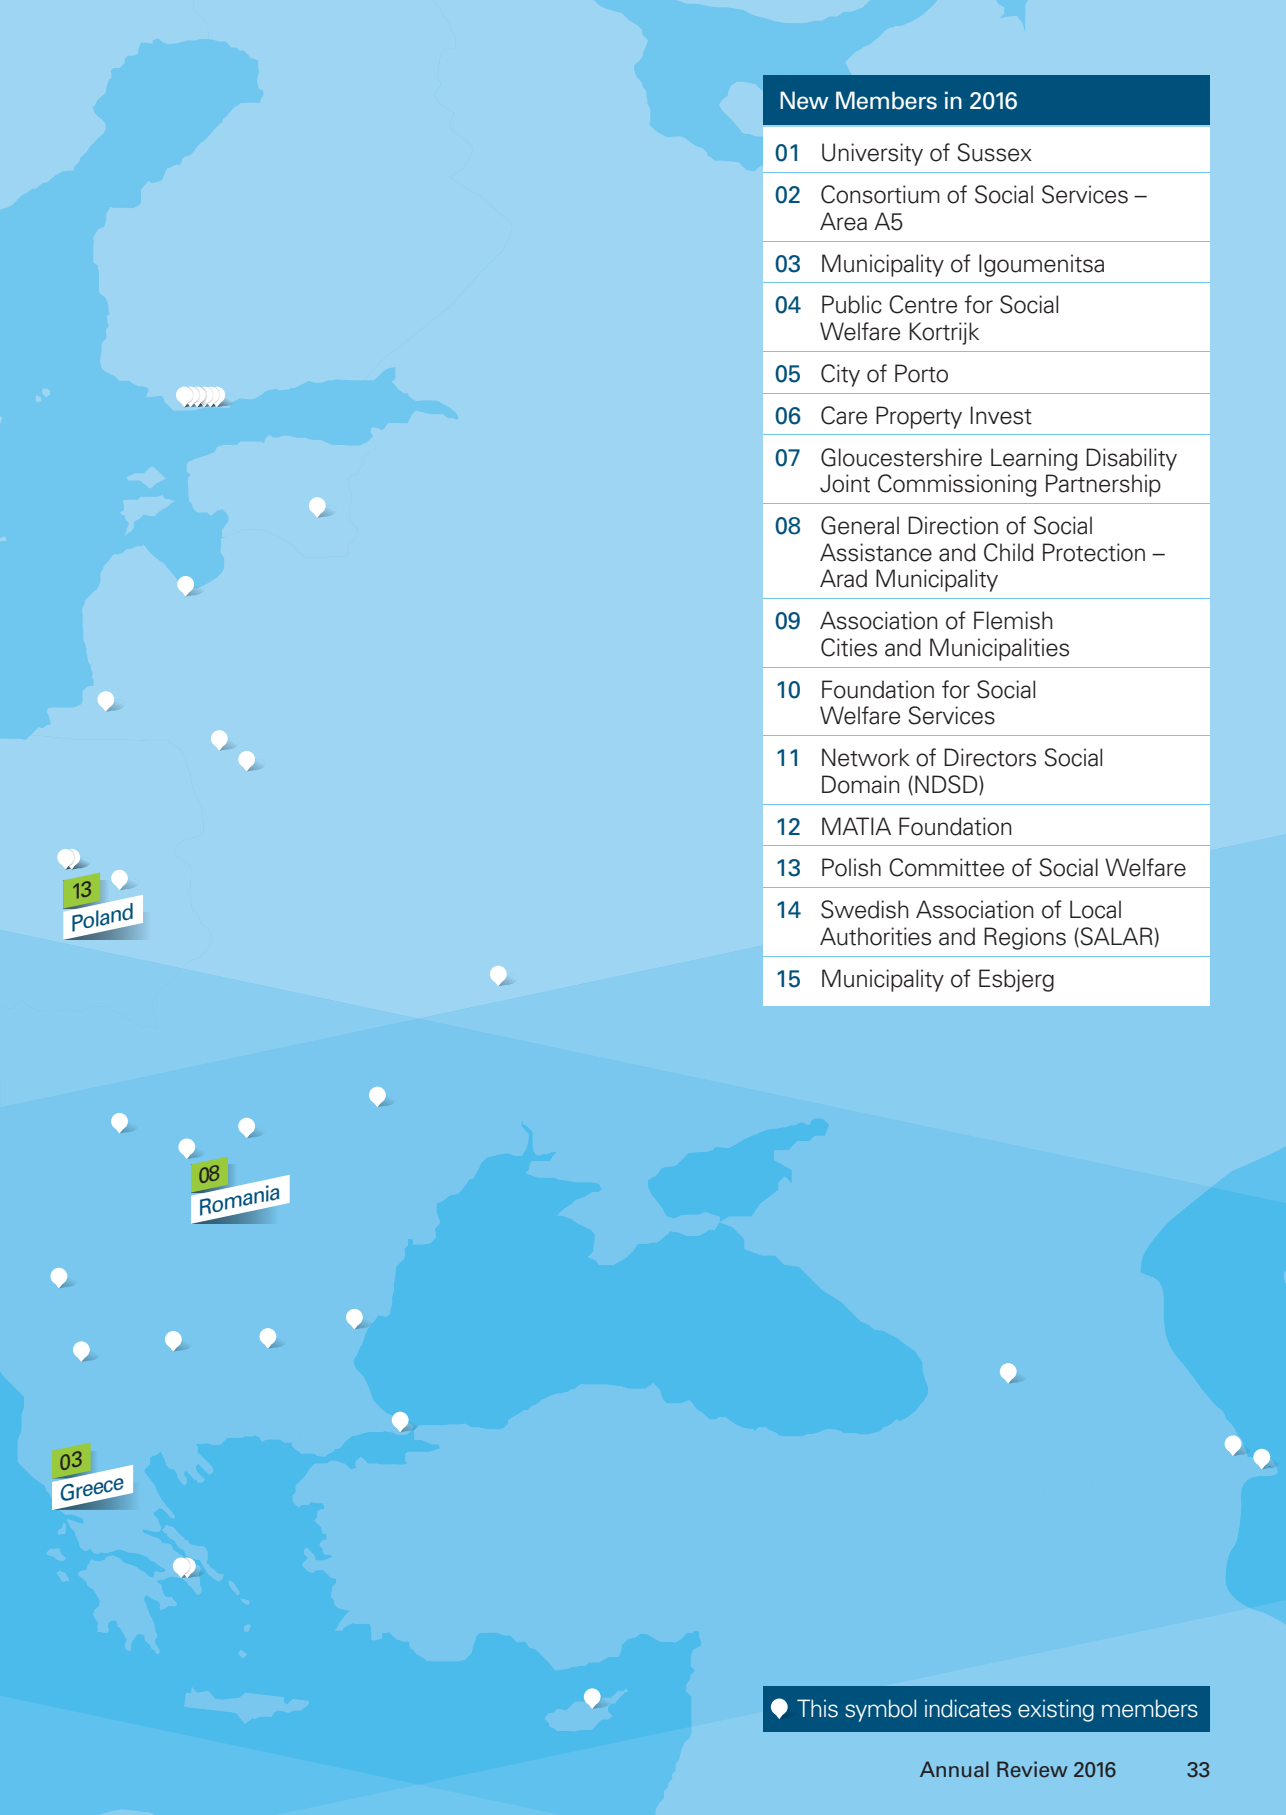 New Members in 2016
01 University of Sussex
02 Consortium of Social Services –
Area A5
03 Municipality of Igoumenitsa
04 Public Centre for Social
Welfare Kortrijk
05 City of Porto
06 Care Property Invest
07 Gloucestershire Learning Disability
Joint Commissioning Partnership
08 General Direction of Social
Assistance and Child Protection –
Arad Municipality
09 Association of Flemish
Cities and Municipalities
10 Foundation for Social
Welfare Services
11 Network of Directors Social
Domain (NDSD)
12 MATIA Foundation
13 Polish Committee of Social Welfare
14 Swedish Association of Local
Authorities and Regions (SALAR)
15 Municipality of Esbjerg
13
Poland
08
Romania
03
Greece
This symbol indicates existing members
Annual Review 2016 33